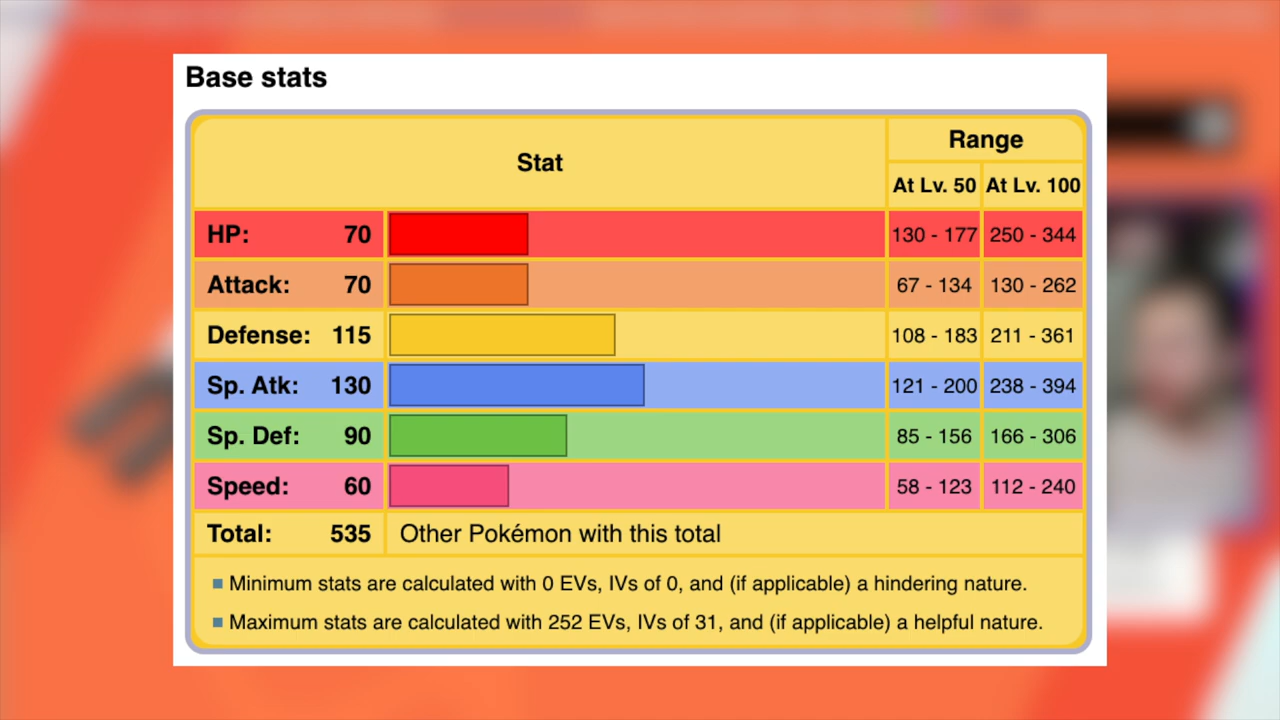 Base stats
Stat Range
At Lv. 50 At Lv. 100
HP: 70 130 - 177 250 - 344
Attack: 70 67 - 134 130 - 262
Defense: 115 108 - 183 211 - 361
Sp. Atk: 130 121 - 200 238 - 394
Sp. Def: 90 85 - 156 166 - 306
Speed: 60 58 - 123 112 - 240
Total: 535 Other Pokémon with this total
Minimum stats are calculated with 0 EVs, IVs of 0, and (if applicable) a hindering nature.
Maximum stats are calculated with 252 EVs, IVs of 31, and (if applicable) a helpful nature.